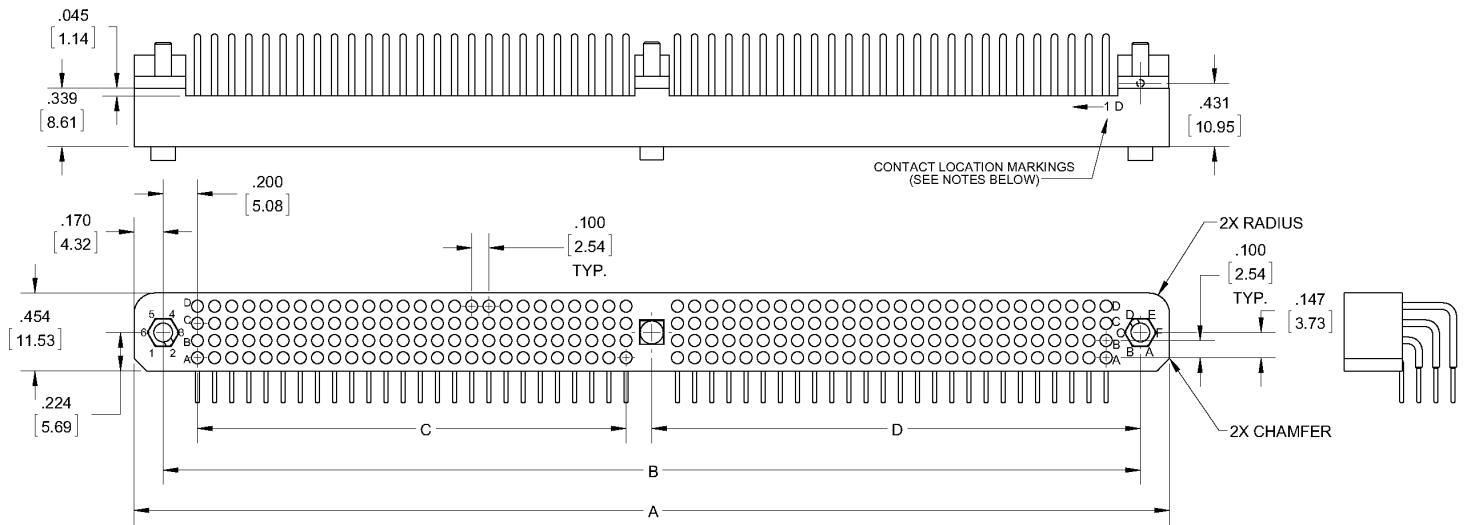 .045
[1.14]
.339
[8.61]
1 D
.431
[10.95]
CONTACT LOCATION MARKINGS
(SEE NOTES BELOW)
.200
[5.08]
.170
[4.32]
.100
[2.54]
TYP.
2X RADIUS
.100
[2.54]
TYP.
.147
[3.73]
.454
[11.53]
.224
[5.69]
D
C
B
A
5 4
6 3
1 2
D
C
B
A
D E
C F
B A
C
D
B
A
2X CHAMFER